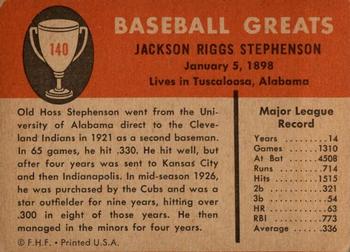 BASEBALL GREATS
140
JACKSON RIGGS STEPHENSON
January 5, 1898
Lives in Tuscaloosa, Alabama
Old Hoss Stephenson went from the Uni-
versity of Alabama direct to the Cleve-
land Indians in 1921 as a second baseman.
In 65 games, he hit .330. He hit well, but
after four years was sent to Kansas City
and then Indianapolis. In mid-season 1926,
he was purchased by the Cubs and was a
star outfielder for nine years, hitting over
.300 in eight of those years. He then
managed in the minors for four years.
© F.H.F. • Printed U.S.A.
Major League
Record
Years - 14
Games - 1310
At Bat - 4508
Runs - 714
Hits - 1515
2b - 321
3b - 54
HR - 63
RBI - 773
Average - .336